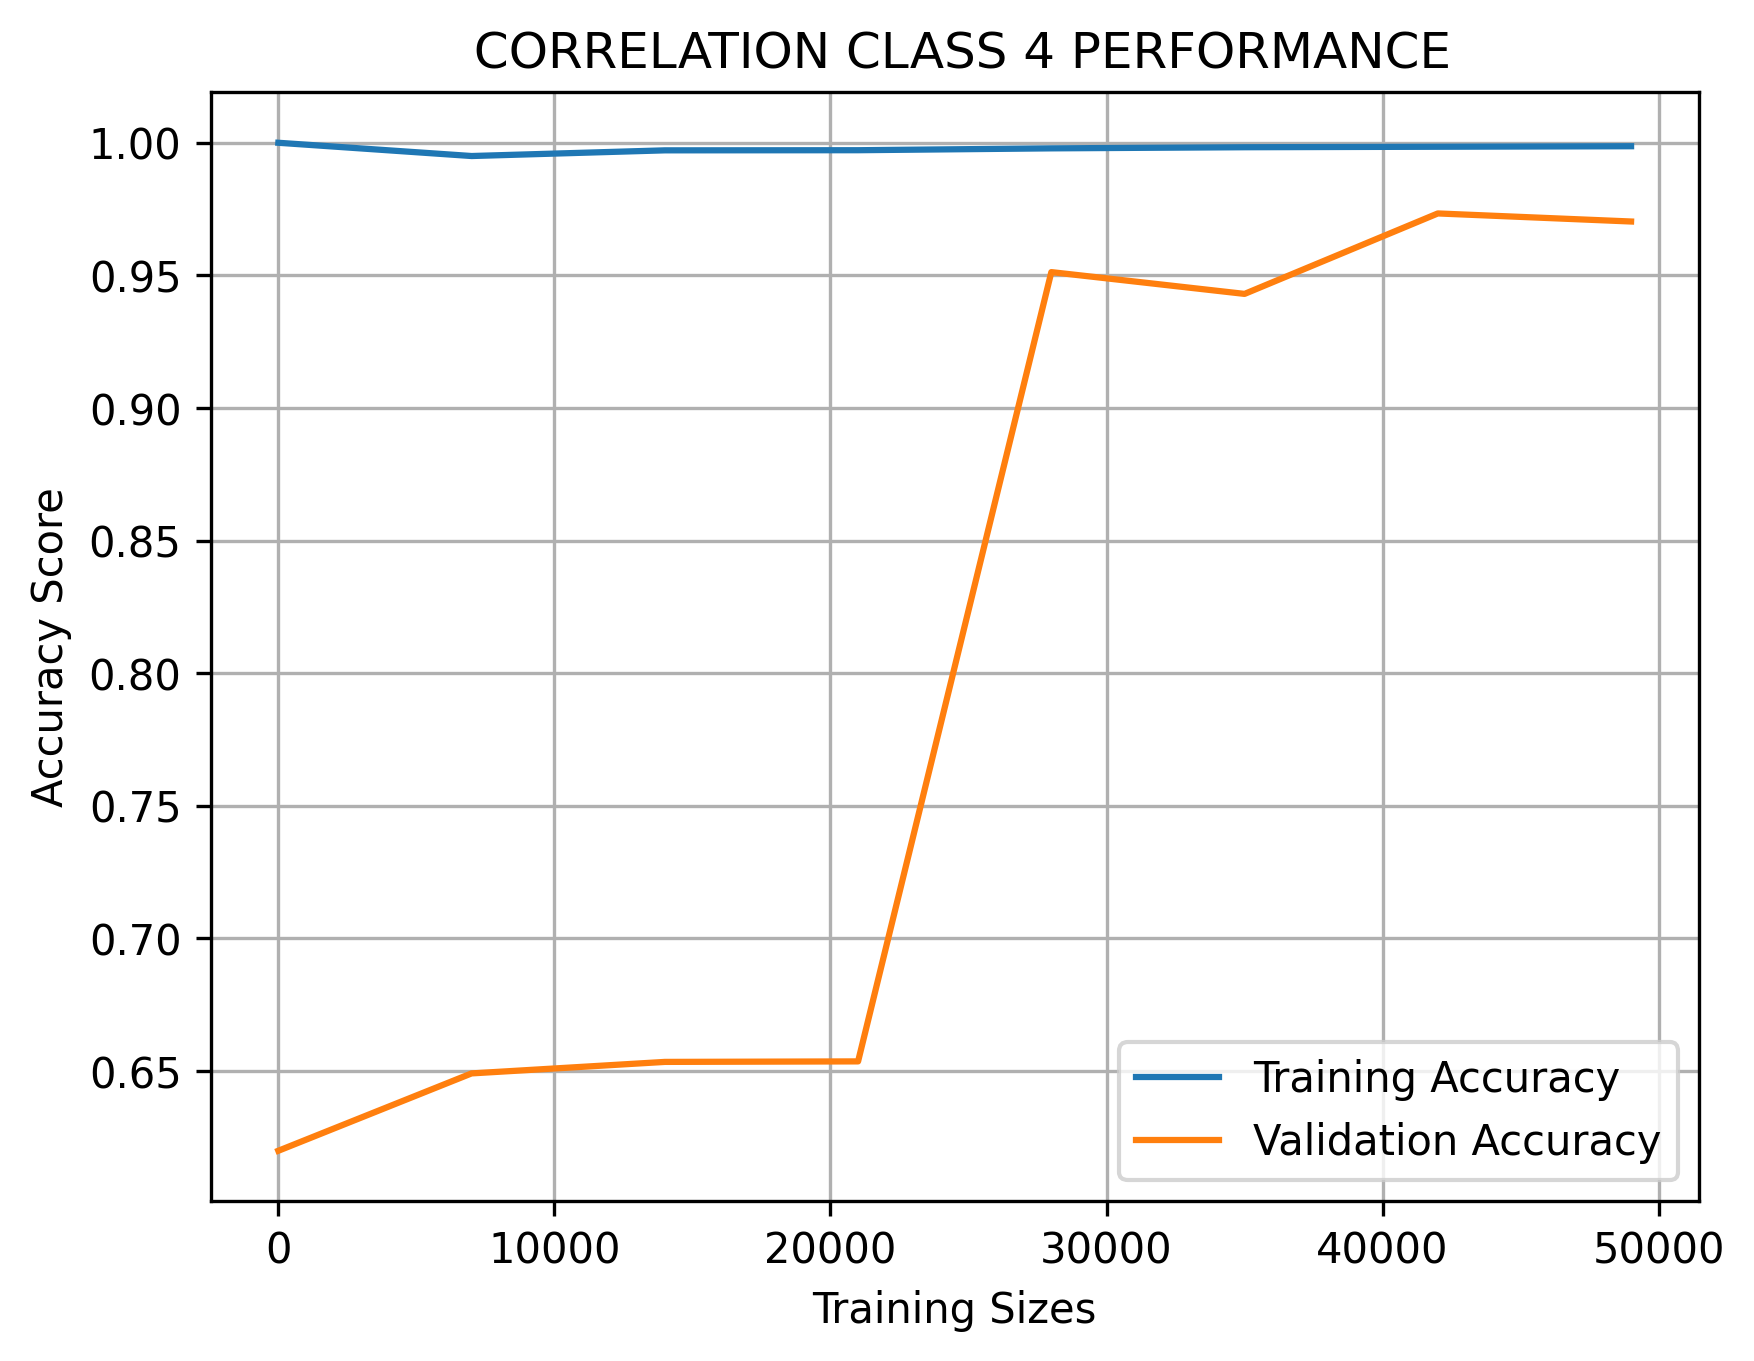 CORRELATION CLASS 4 PERFORMANCE
1.00
0.95
0.90
0.85
0.80
0.75
0.70
0.65
Accuracy Score
Training Accuracy
Validation Accuracy
0 10000 20000 30000 40000 50000
Training Sizes